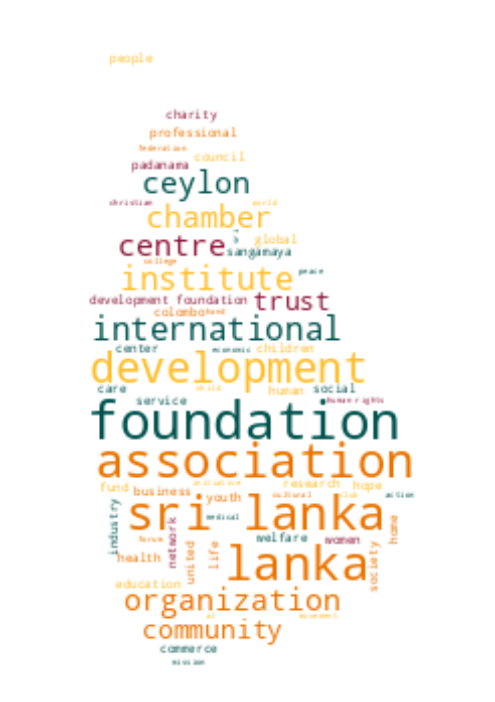 people
charity
professional
federation
council
padanama
ceylon
christian world
chamber
centre global
sangamaya
college
institute peace
development foundation trust
colombo hand
international
center economic children
development
care child human social
service human rights
foundation
association
fund initiative research hope
business youth cultural club action
sri lanka
industry network medical home
forum welfare women
health united life lanka society
education
organization
movement
community
commerce
mission